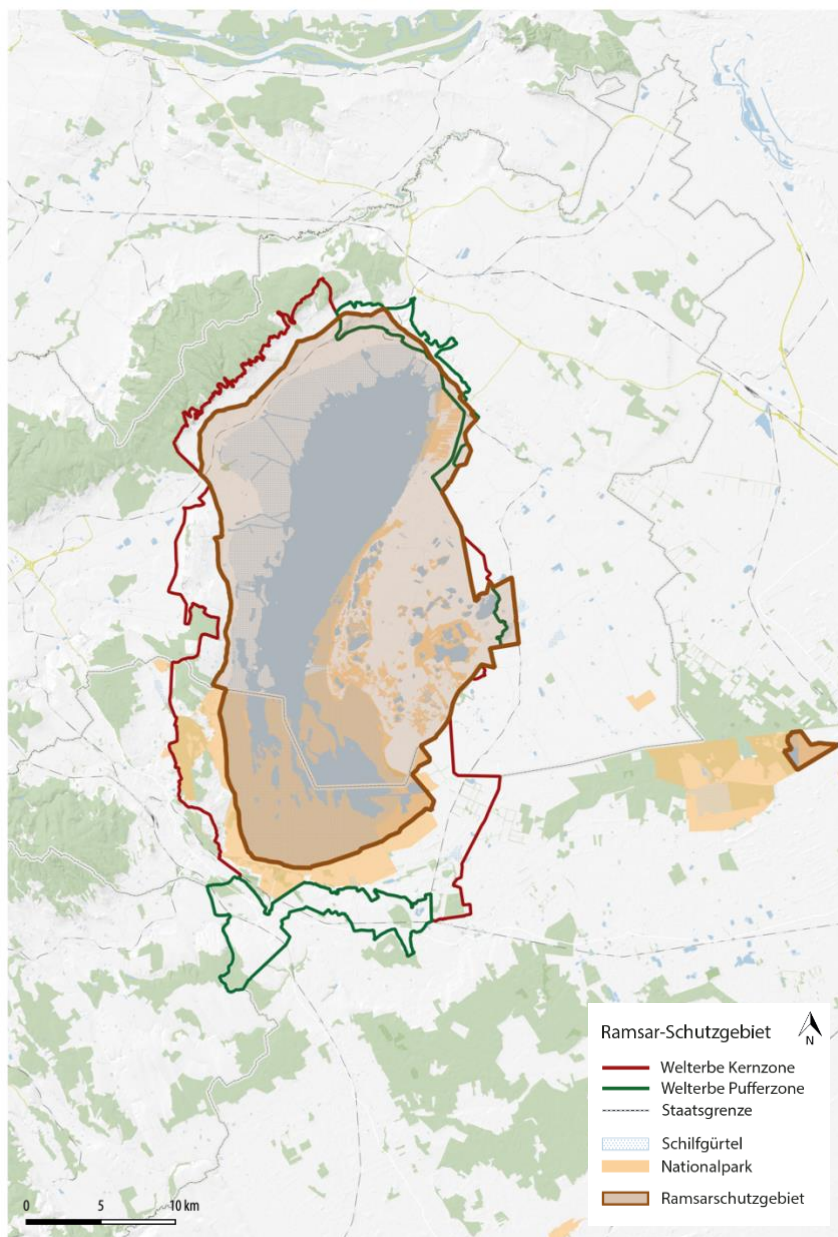 Ramsar-Schutzgebiet
N
Welterbe Kernzone
Welterbe Pufferzone
Staatsgrenze
Schilfgürtel
Nationalpark
Ramsarschutzgebiet
0 5 10 km